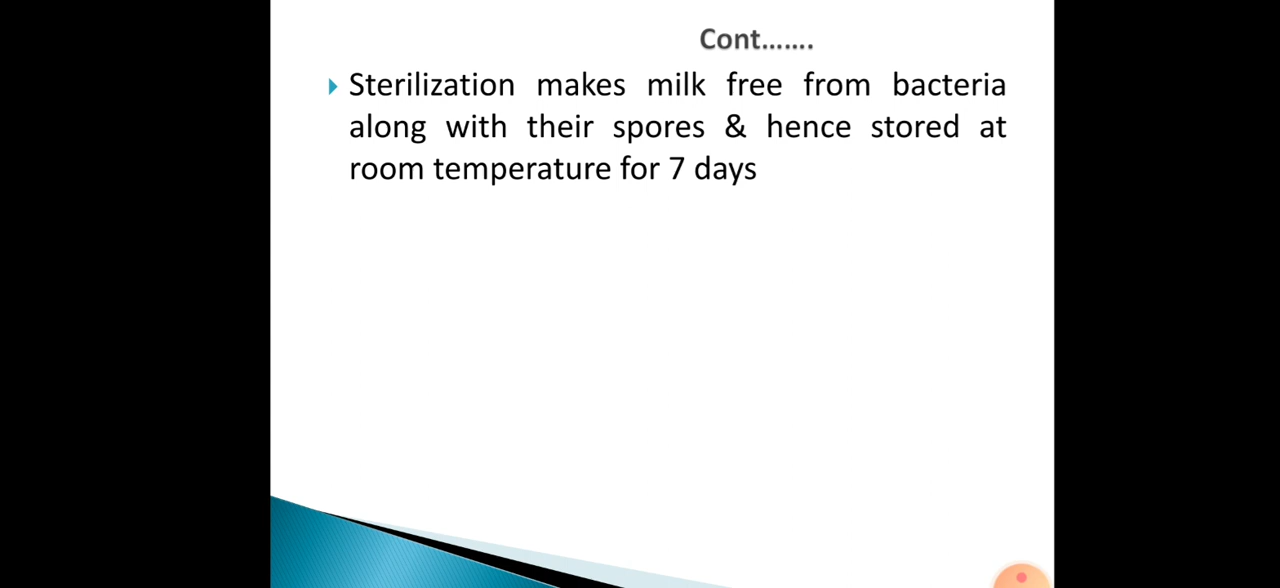 Cont.......
Sterilization makes milk free from bacteria
along with their spores & hence stored at
room temperature for 7 days